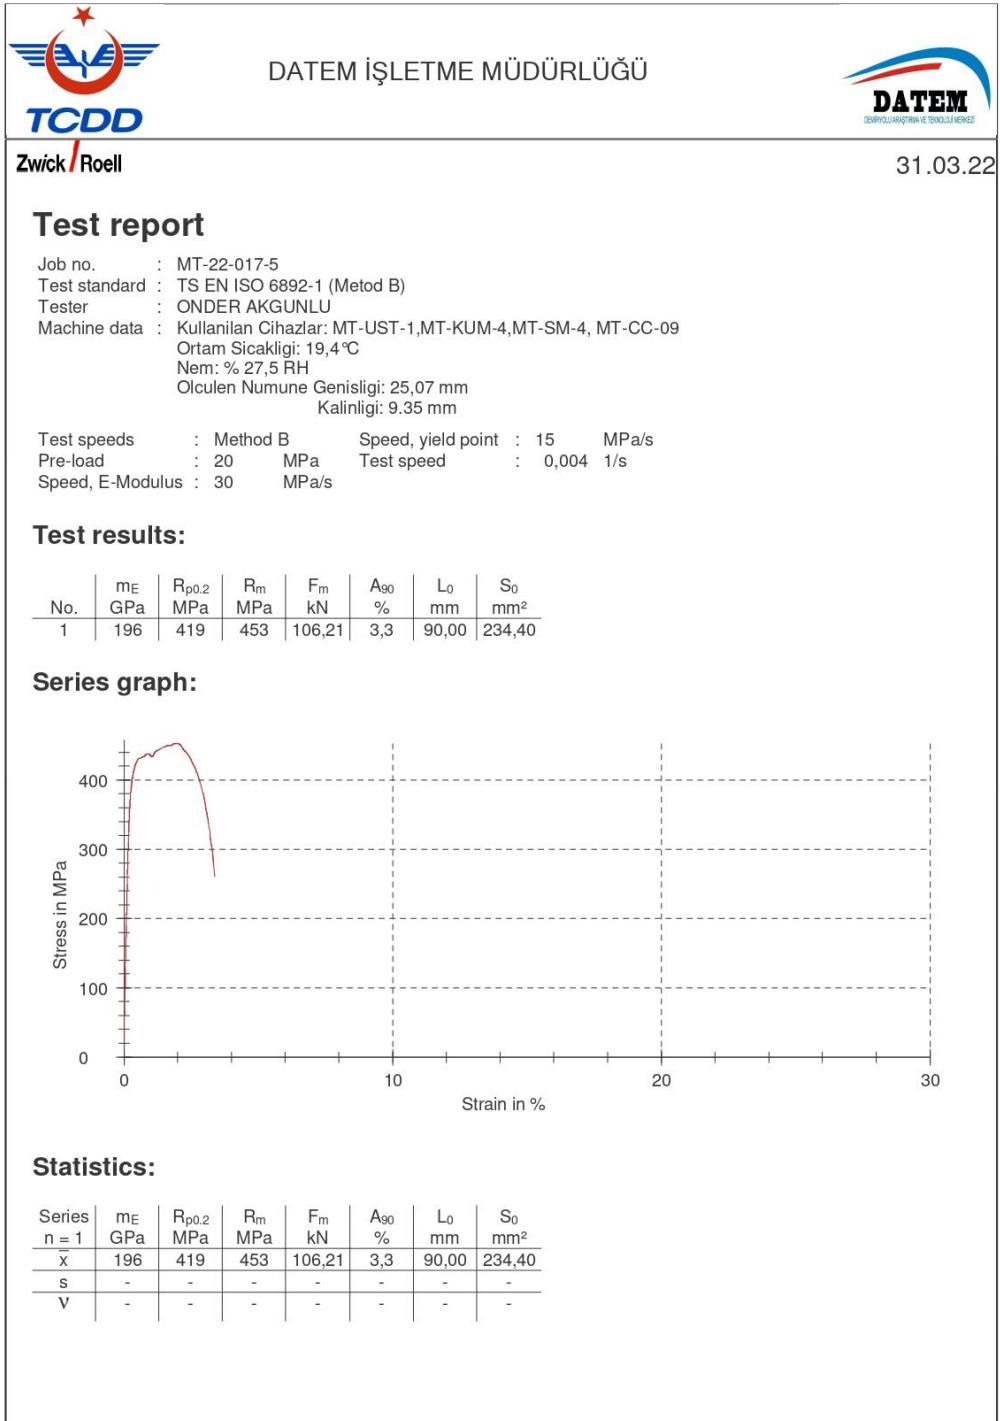 DATEM İŞLETME MÜDÜRLÜĞÜ
TCDD
DATEM
DEMİRYOLU ARAŞTIRMA VE TEKNOLOJİ MERKEZİ
Zwick / Roell
31.03.22
Test report
Job no. : MT-22-017-5
Test standard : TS EN ISO 6892-1 (Metod B)
Tester : ONDER AKGUNLU
Machine data : Kullanilan Cihazlar: MT-UST-1,MT-KUM-4,MT-SM-4, MT-CC-09
Ortam Sicakligi: 19,4°C
Nem: % 27,5 RH
Olculen Numune Genisligi: 25,07 mm
Kalinligi: 9.35 mm
Test speeds : Method B Speed, yield point : 15 MPa/s
Pre-load : 20 MPa Test speed : 0,004 1/s
Speed, E-Modulus : 30 MPa/s
Test results:
mE Rp0.2 Rm Fm A90 L0 S0
No. GPa MPa MPa kN % mm mm²
1 196 419 453 106,21 3,3 90,00 234,40
Series graph:
400
300
200
100
0
Stress in MPa
0 10 20 30
Strain in %
Statistics:
Series mE Rp0.2 Rm Fm A90 L0 S0
n = 1 GPa MPa MPa kN % mm mm²
x̅ 196 419 453 106,21 3,3 90,00 234,40
s - - - - - - -
ν - - - - - - -